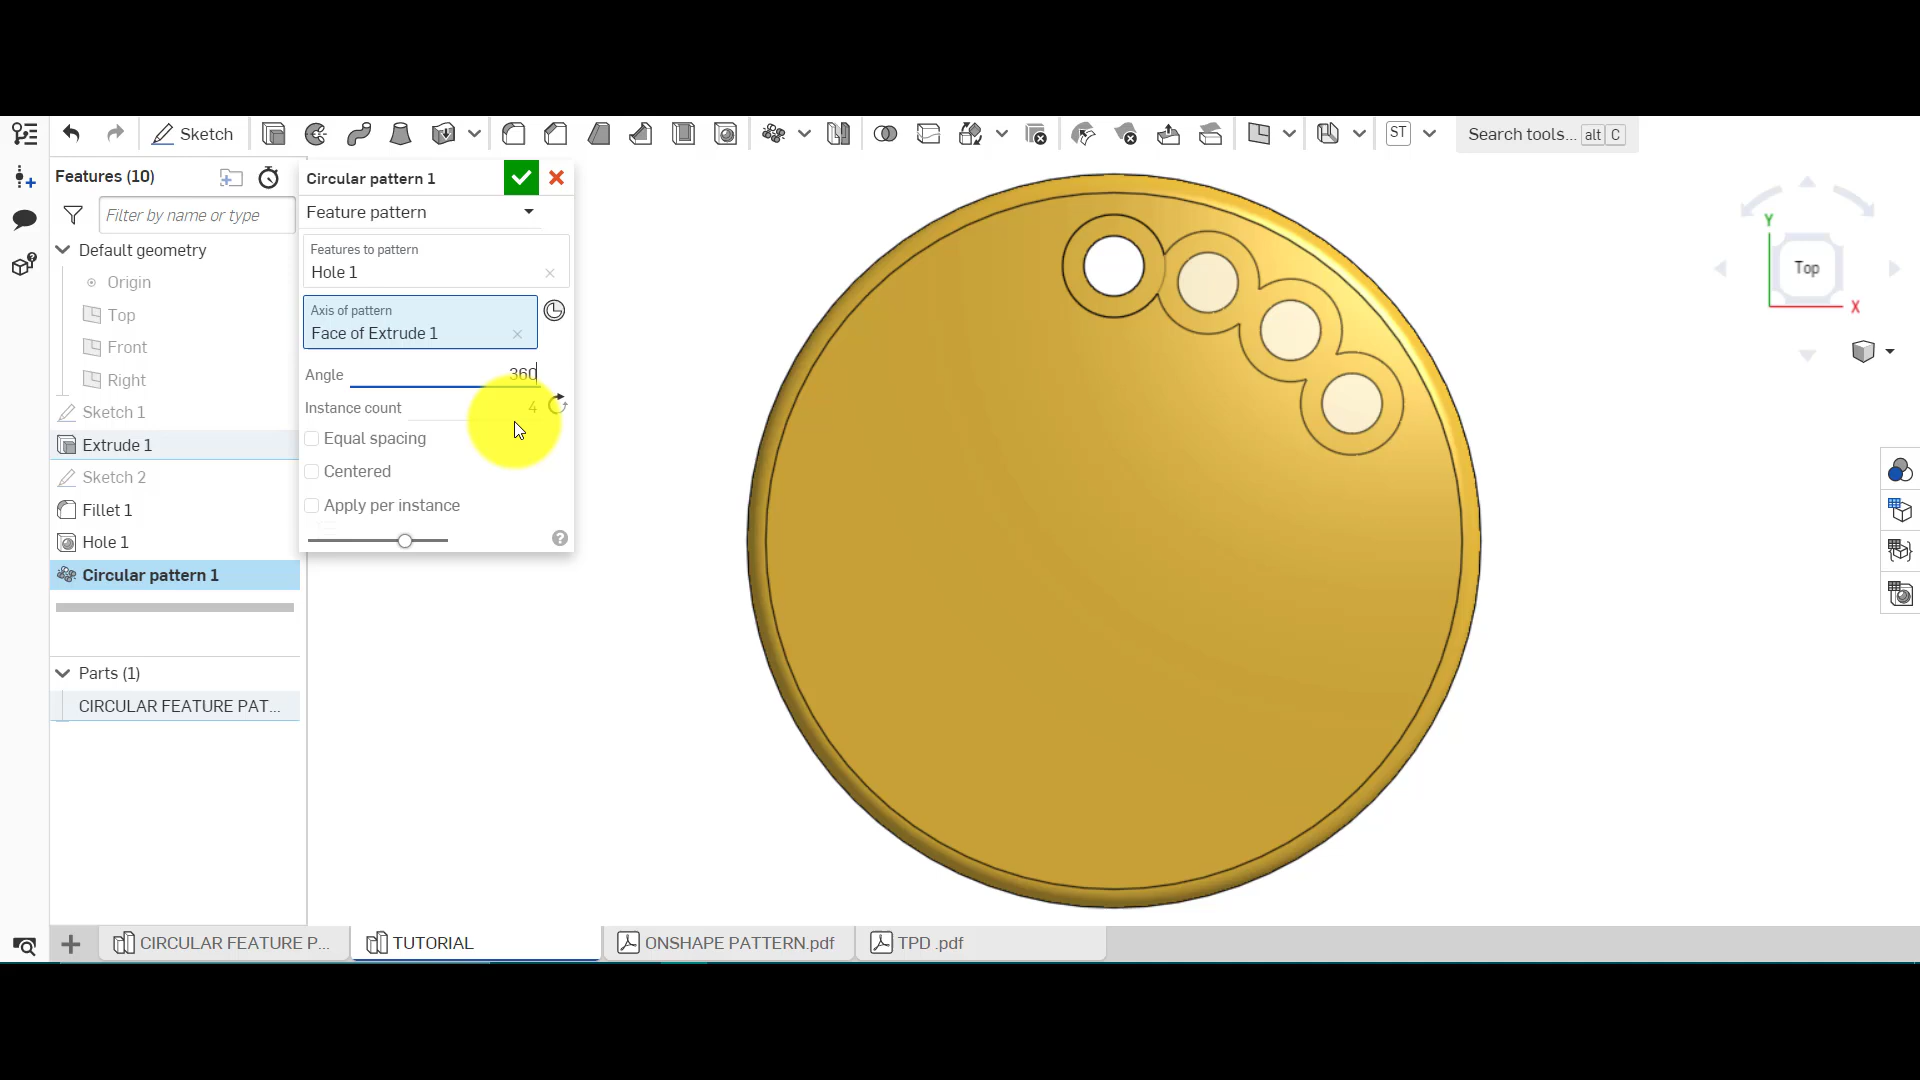 Sketch
ST
Search tools... alt C
Features (10)
Filter by name or type
Default geometry
Origin
Top
Front
Right
Sketch 1
Extrude 1
Sketch 2
Fillet 1
Hole 1
Circular pattern 1
Parts (1)
CIRCULAR FEATURE PAT...
Circular pattern 1
Feature pattern
Features to pattern
Hole 1
Axis of pattern
Face of Extrude 1
Angle 360
Instance count 4
Equal spacing
Centered
Apply per instance
Y
Top
X
CIRCULAR FEATURE P...
TUTORIAL
ONSHAPE PATTERN.pdf
TPD .pdf